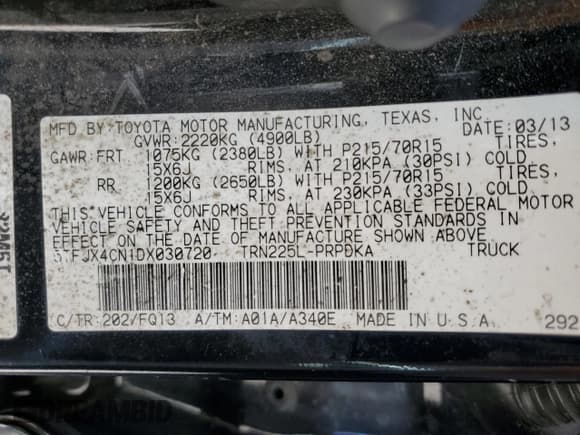 MFD BY:TOYOTA MOTOR MANUFACTURING, TEXAS, INC.
GVWR:2220KG (4900LB) DATE:03/13
GAWR:FRT 1075KG (2380LB) WITH P215/70R15 TIRES,
15X6J RIMS, AT 210KPA (30PSI) COLD
RR 1200KG (2650LB) WITH P215/70R15 TIRES,
15X6J RIMS, AT 230KPA (33PSI) COLD
THIS VEHICLE CONFORMS TO ALL APPLICABLE FEDERAL MOTOR
VEHICLE SAFETY AND THEFT PREVENTION STANDARDS IN
EFFECT ON THE DATE OF MANUFACTURE SHOWN ABOVE
5TFJX4CN1DX030720 TRN225L-PRPDKA TRUCK
C/TR:202/FQ13 A/TM:A01A/A340E MADE IN U.S.A.
292